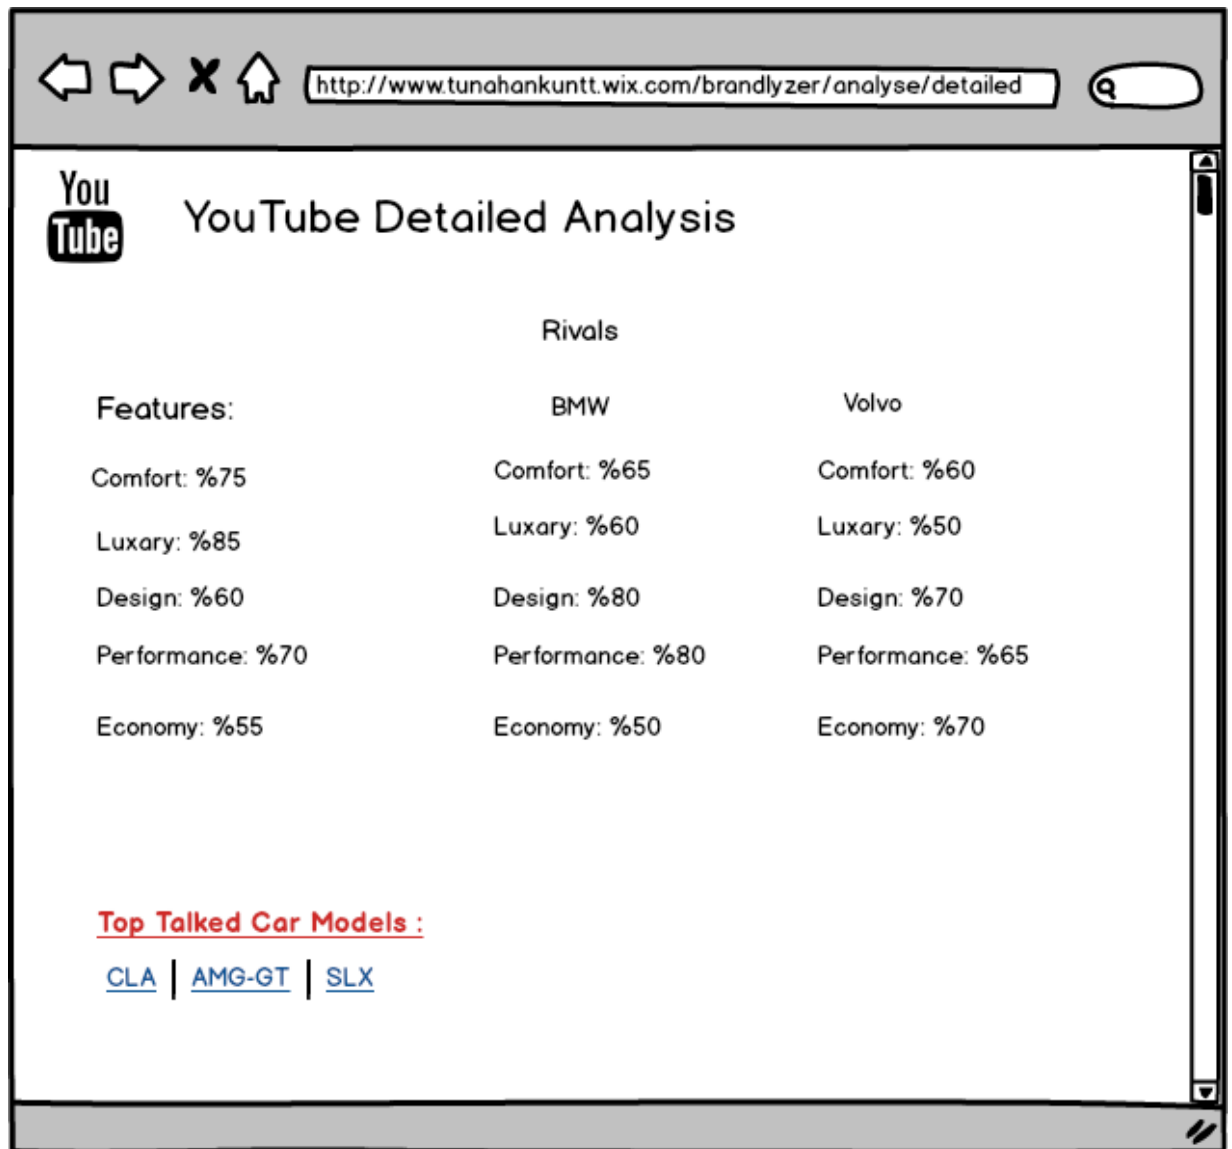 http://www.tunahankuntt.wix.com/brandlyzer/analyse/detailed
You
Tube
YouTube Detailed Analysis
Rivals
Features:
BMW
Volvo
Comfort: %75
Comfort: %65
Comfort: %60
Luxary: %85
Luxary: %60
Luxary: %50
Design: %60
Design: %80
Design: %70
Performance: %70
Performance: %80
Performance: %65
Economy: %55
Economy: %50
Economy: %70
Top Talked Car Models :
CLA | AMG-GT | SLX